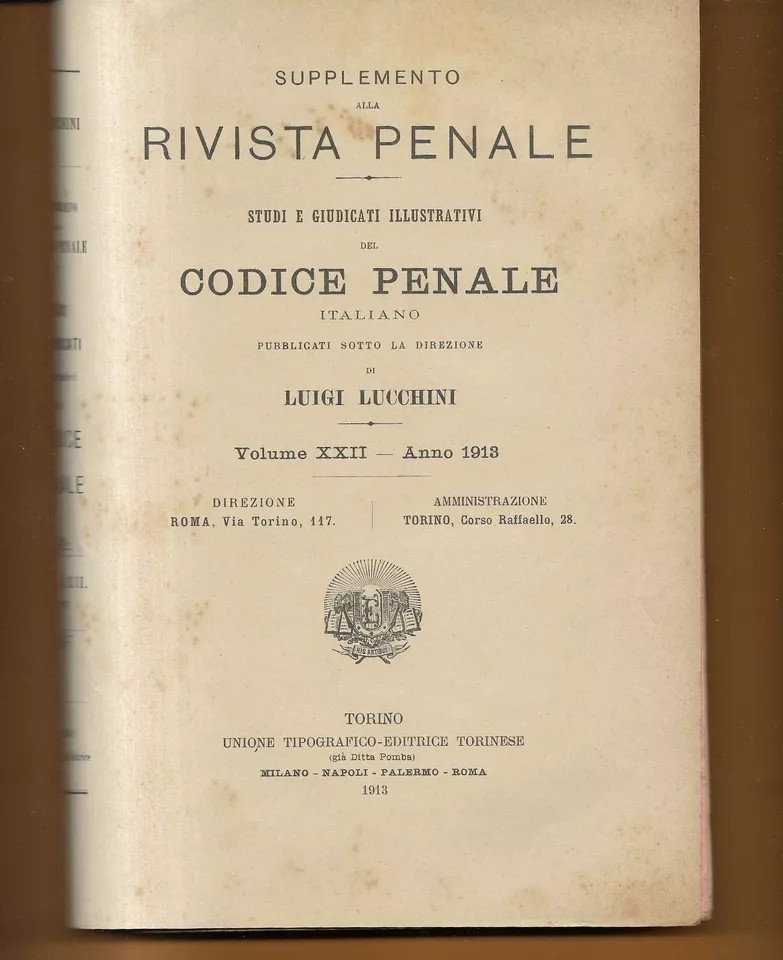 SUPPLEMENTO
ALLA
RIVISTA PENALE
STUDI E GIUDICATI ILLUSTRATIVI
DEL
CODICE PENALE
ITALIANO
PUBBLICATI SOTTO LA DIREZIONE
DI
LUIGI LUCCHINI
Volume XXII — Anno 1913
DIREZIONE
ROMA, Via Torino, 117.
AMMINISTRAZIONE
TORINO, Corso Raffaello, 28.
HIS ARTIBUS
TORINO
UNIONE TIPOGRAFICO-EDITRICE TORINESE
(già Ditta Pomba)
MILANO - NAPOLI - PALERMO - ROMA
1913